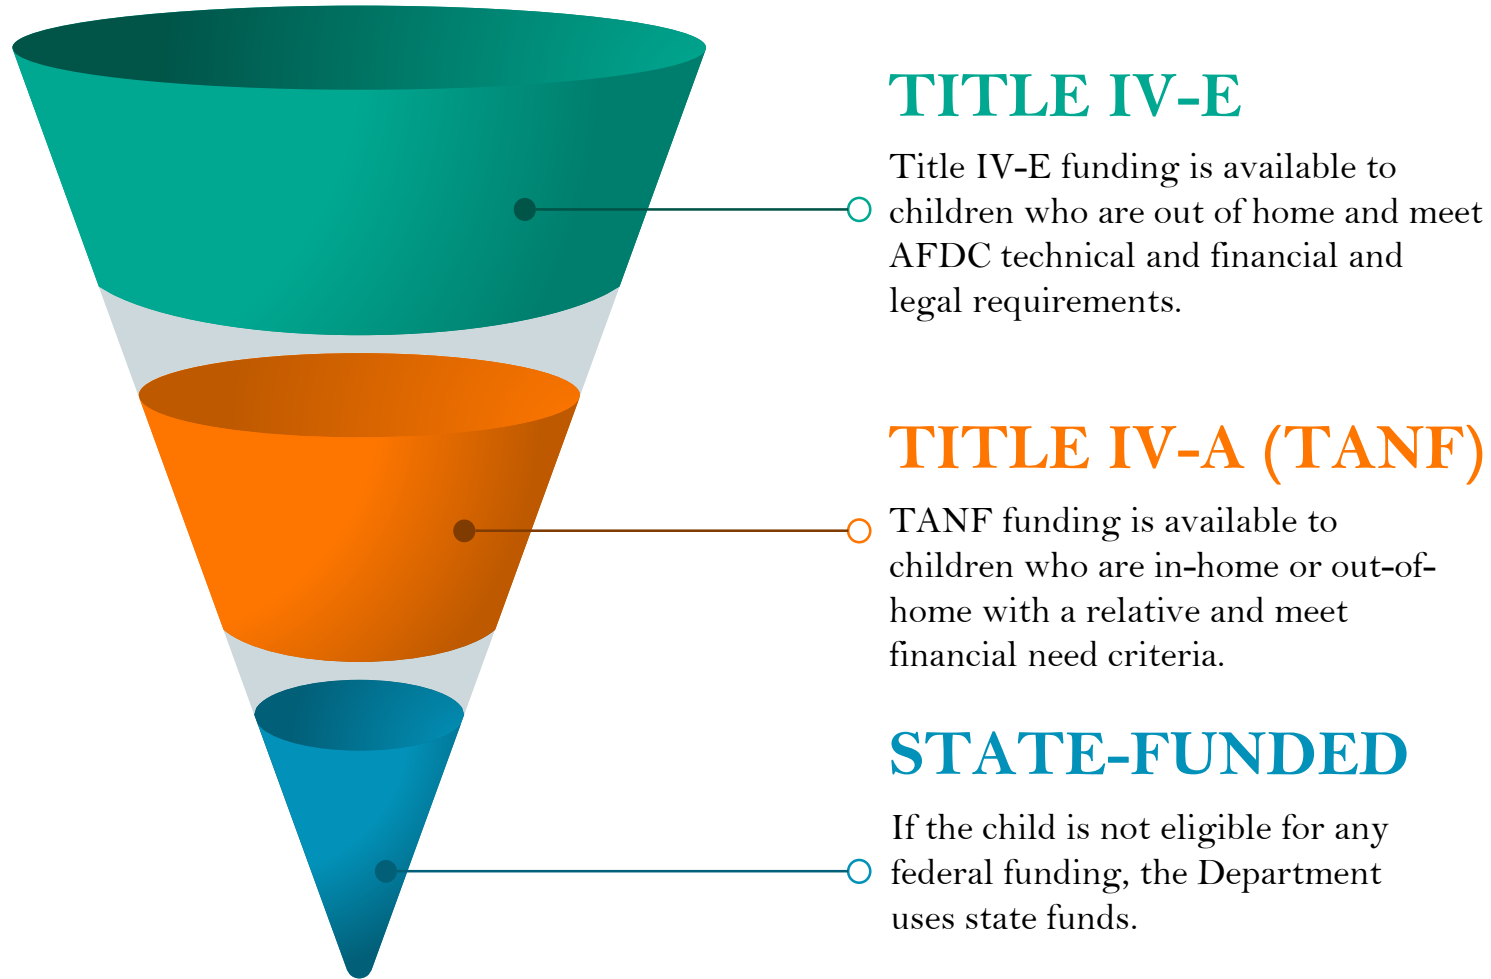 TITLE IV-E
Title IV-E funding is available to
children who are out of home and meet
AFDC technical and financial and
legal requirements.
TITLE IV-A (TANF)
TANF funding is available to
children who are in-home or out-of-
home with a relative and meet
financial need criteria.
STATE-FUNDED
If the child is not eligible for any
federal funding, the Department
uses state funds.